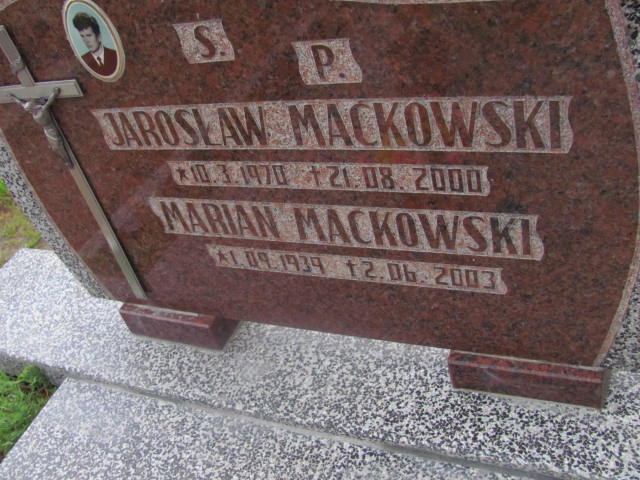 S. P.
JAROSŁAW MAĆKOWSKI
*10.3.1970 †21.08.2000
MARIAN MAĆKOWSKI
*1.09.1939 †2.06.2003